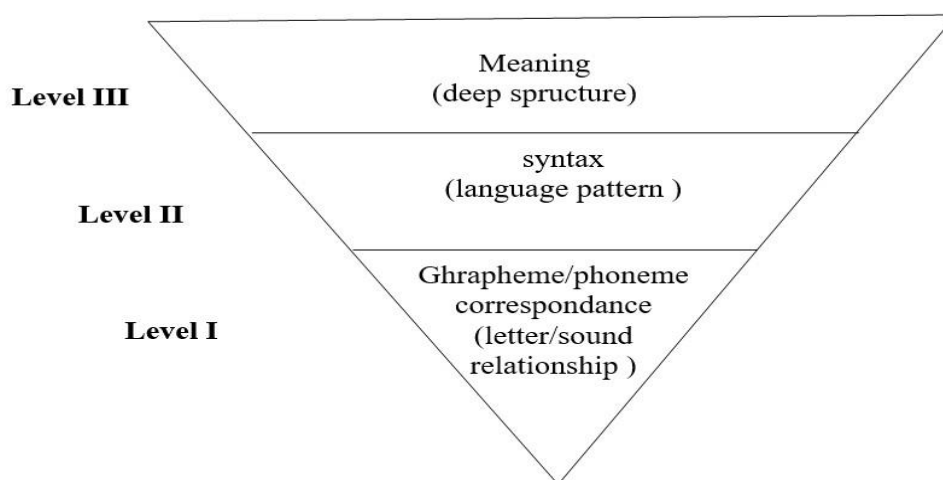 Meaning
(deep spructure)
Level III
syntax
(language pattern )
Level II
Ghrapheme/phoneme
correspondance
(letter/sound
relationship )
Level I